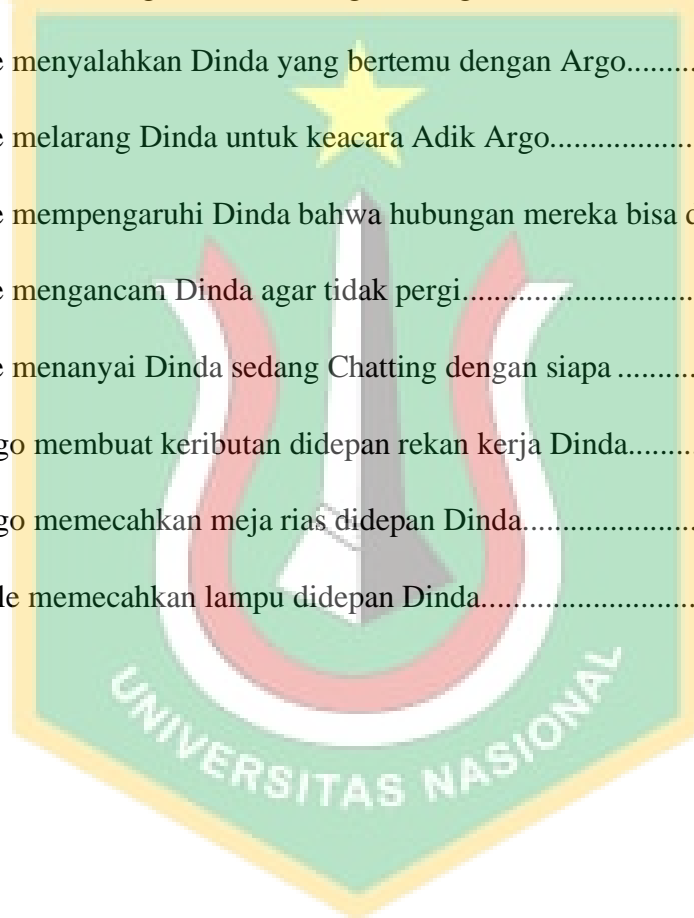 e menyalahkan Dinda yang bertemu dengan Argo.........
e melarang Dinda untuk keacara Adik Argo..................
e mempengaruhi Dinda bahwa hubungan mereka bisa d
e mengancam Dinda agar tidak pergi.............................
e menanyai Dinda sedang Chatting dengan siapa ..........
go membuat keributan didepan rekan kerja Dinda........
go memecahkan meja rias didepan Dinda.....................
le memecahkan lampu didepan Dinda..........................
UNIVERSITAS NASIONAL